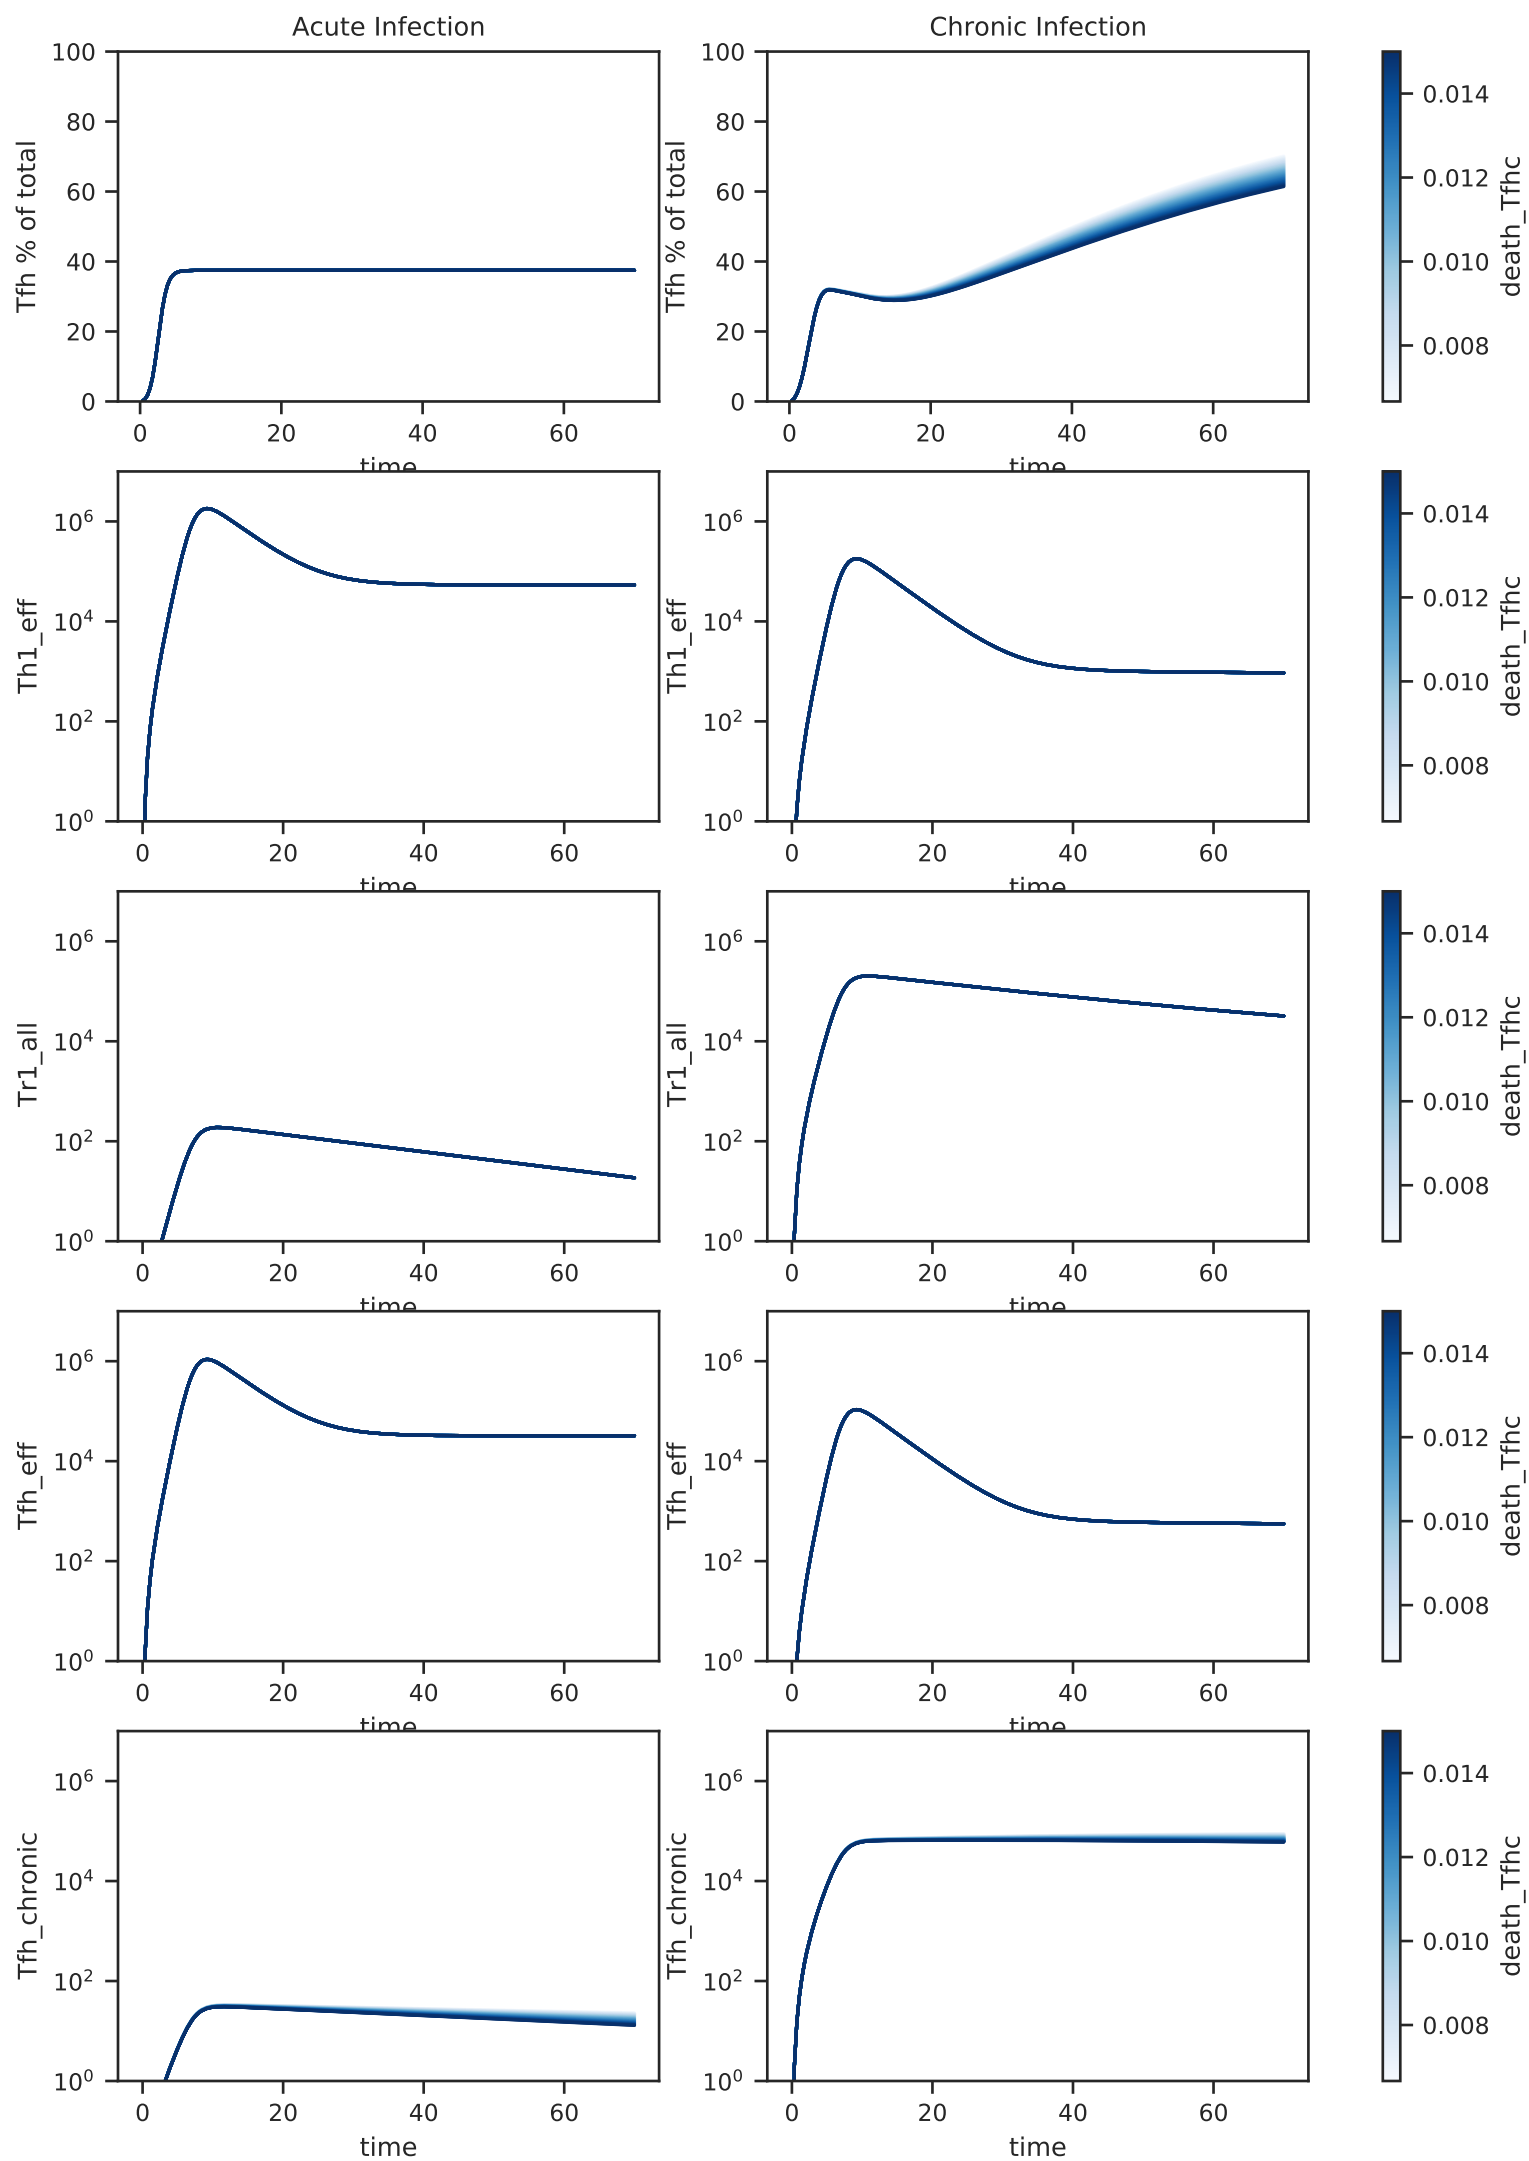 Acute Infection
Chronic Infection
100
80
60
40
20
0
Tfh % of total
0 20 40 60
time
100
80
60
40
20
0
Tfh % of total
0 20 40 60
time
0.014
0.012
0.010
0.008
death_Tfhc
10⁶
10⁴
10²
10⁰
Th1_eff
0 20 40 60
time
10⁶
10⁴
10²
10⁰
Th1_eff
0 20 40 60
time
0.014
0.012
0.010
0.008
death_Tfhc
10⁶
10⁴
10²
10⁰
Tr1_all
0 20 40 60
time
10⁶
10⁴
10²
10⁰
Tr1_all
0 20 40 60
time
0.014
0.012
0.010
0.008
death_Tfhc
10⁶
10⁴
10²
10⁰
Tfh_eff
0 20 40 60
time
10⁶
10⁴
10²
10⁰
Tfh_eff
0 20 40 60
time
0.014
0.012
0.010
0.008
death_Tfhc
10⁶
10⁴
10²
10⁰
Tfh_chronic
0 20 40 60
time
10⁶
10⁴
10²
10⁰
Tfh_chronic
0 20 40 60
time
0.014
0.012
0.010
0.008
death_Tfhc